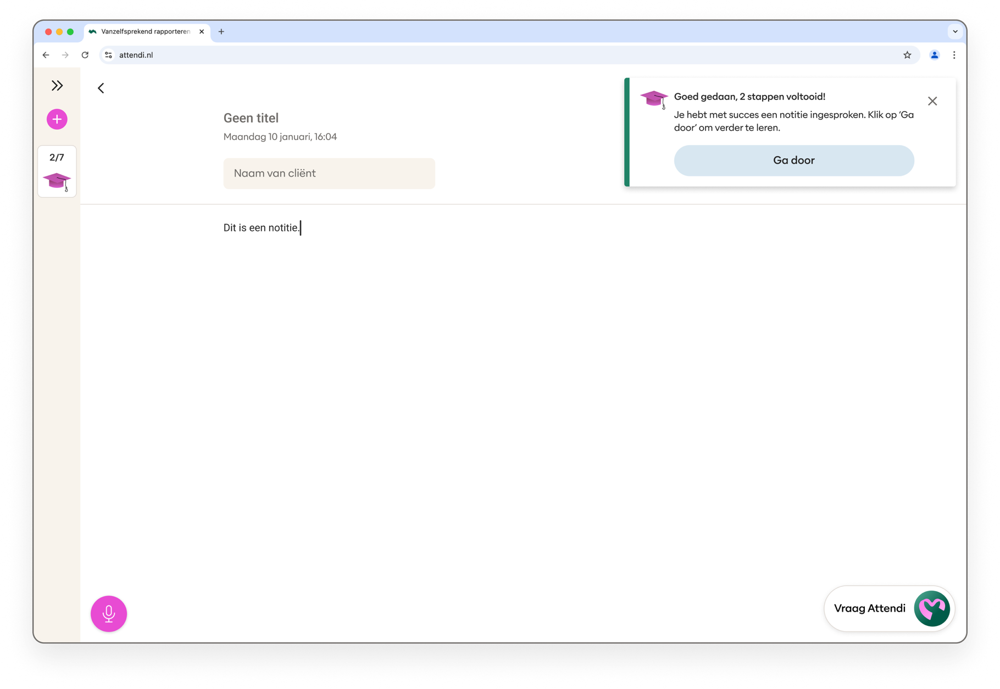 Vanzelfsprekend rapporteren
attendi.nl
2/7
Geen titel
Maandag 10 januari, 16:04
Naam van cliënt
Goed gedaan, 2 stappen voltooid!
Je hebt met succes een notitie ingesproken. Klik op ‘Ga
door’ om verder te leren.
Ga door
Dit is een notitie.
Vraag Attendi